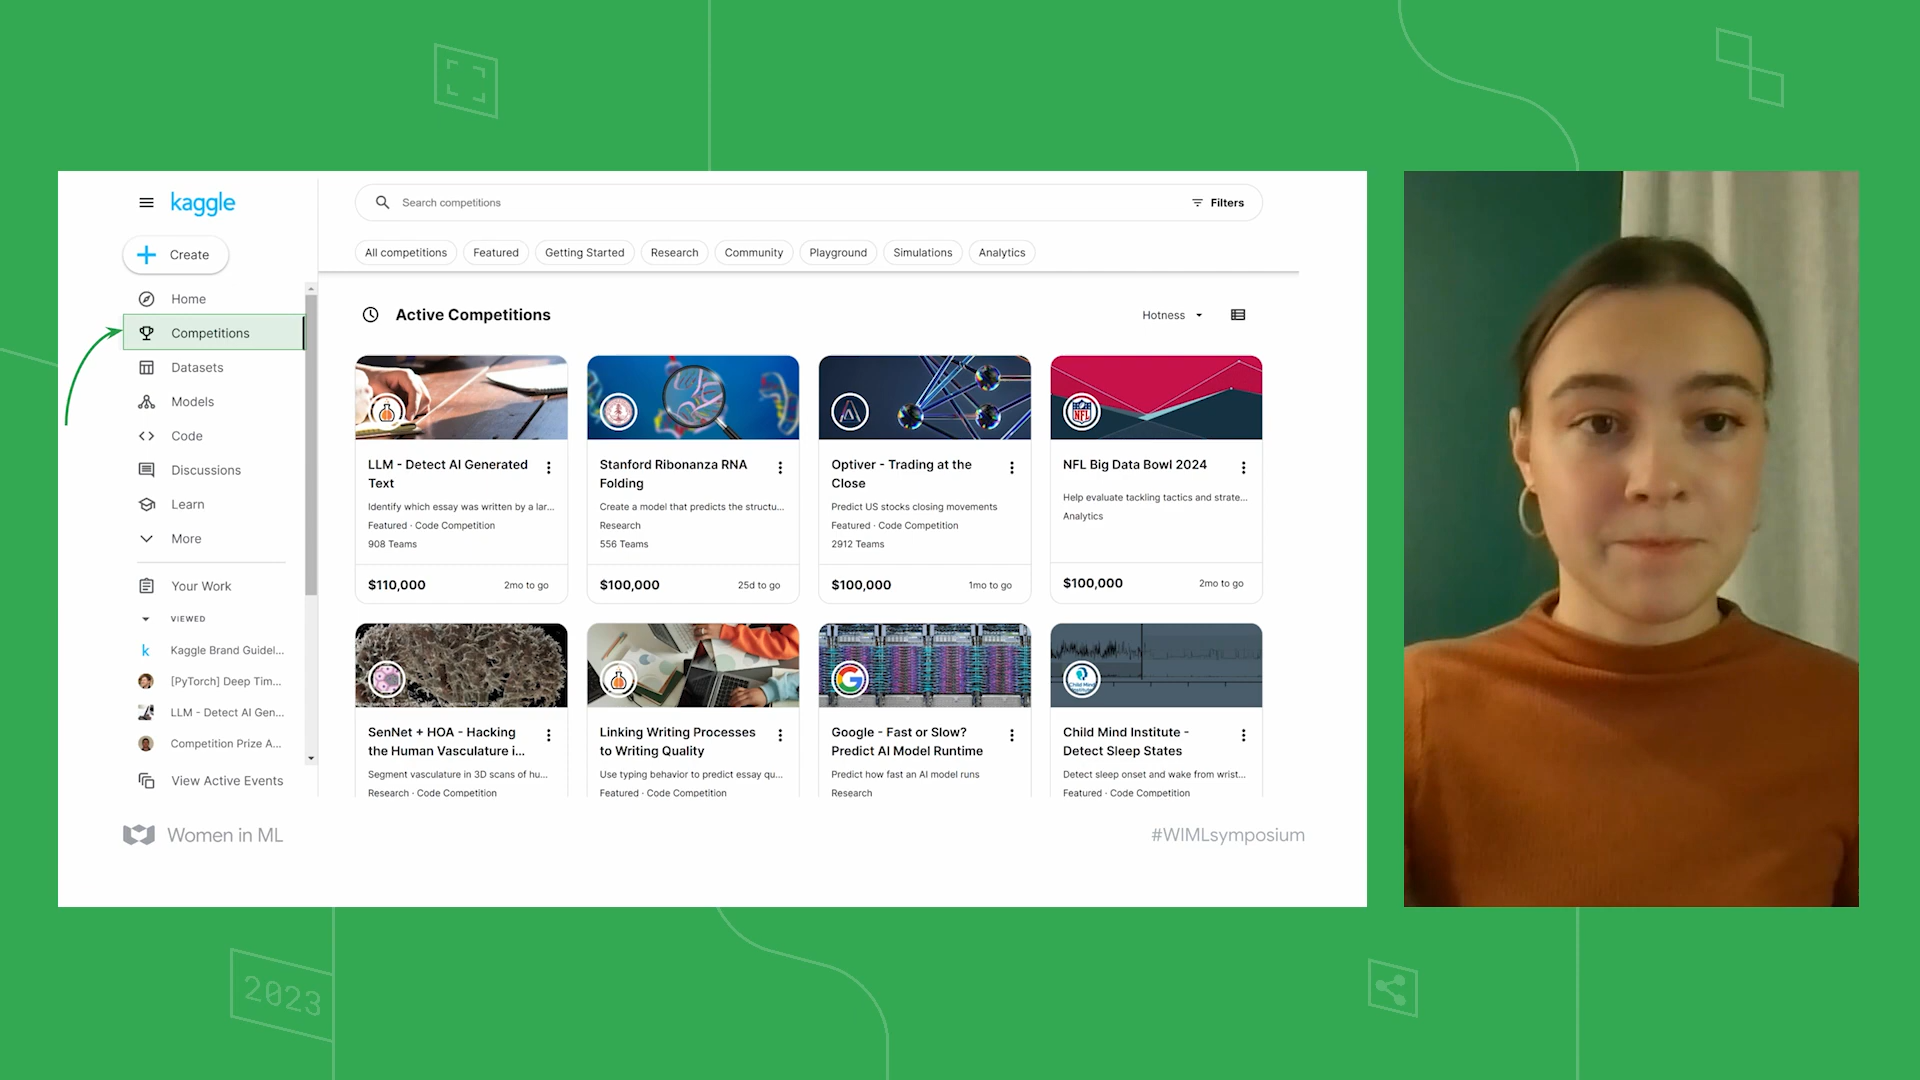 kaggle
Search competitions
Filters
Create
All competitions
Featured
Getting Started
Research
Community
Playground
Simulations
Analytics
Home
Competitions
Datasets
Models
Code
Discussions
Learn
More
Your Work
VIEWED
Kaggle Brand Guidel...
[PyTorch] Deep Tim...
LLM - Detect AI Gen...
Competition Prize A...
View Active Events
Active Competitions
Hotness
LLM - Detect AI Generated
Text
Identify which essay was written by a lar...
Featured · Code Competition
908 Teams
$110,000
2mo to go
Stanford Ribonanza RNA
Folding
Create a model that predicts the structu...
Research
556 Teams
$100,000
25d to go
Optiver - Trading at the
Close
Predict US stocks closing movements
Featured · Code Competition
2912 Teams
$100,000
1mo to go
NFL
NFL Big Data Bowl 2024
Help evaluate tackling tactics and strate...
Analytics
$100,000
2mo to go
SenNet + HOA - Hacking
the Human Vasculature i...
Segment vasculature in 3D scans of hu...
Research · Code Competition
Linking Writing Processes
to Writing Quality
Use typing behavior to predict essay qu...
Featured · Code Competition
G
Google - Fast or Slow?
Predict AI Model Runtime
Predict how fast an AI model runs
Research
Child Mind
Child Mind Institute -
Detect Sleep States
Detect sleep onset and wake from wrist...
Featured · Code Competition
Women in ML
#WIMLsymposium
2023